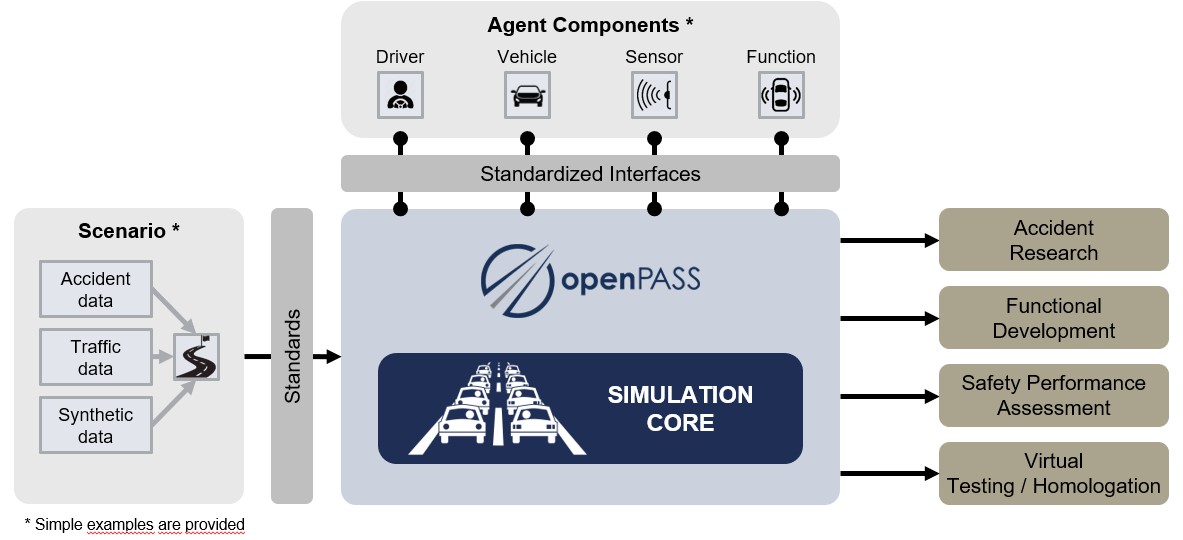 Agent Components *
Driver
Vehicle
Sensor
Function
Standardized Interfaces
Scenario *
Accident
data
Traffic
data
Synthetic
data
Standards
openPASS
SIMULATION
CORE
Accident
Research
Functional
Development
Safety Performance
Assessment
Virtual
Testing / Homologation
* Simple examples are provided